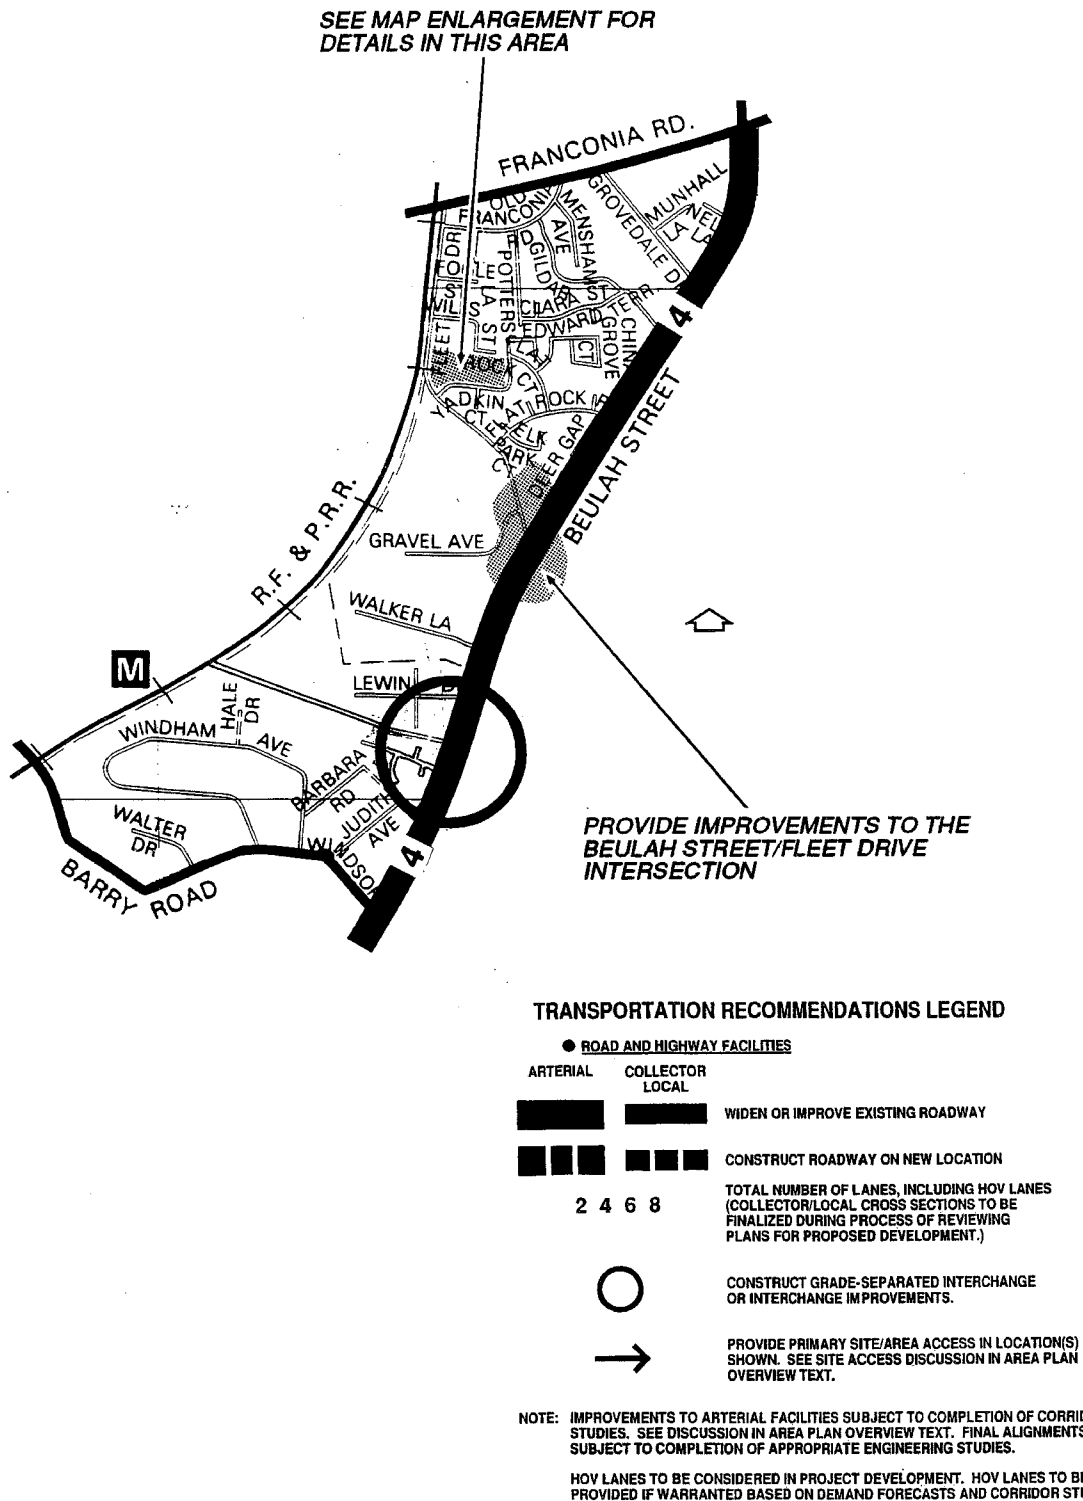 SEE MAP ENLARGEMENT FOR
DETAILS IN THIS AREA
FRANCONIA RD.
OLD
FRANCONIA
RD
MUNHALL
LA
LA
GROVEDALE D
MENSHAM
AVE
GILDAR
ST
DR
FLEET
POTTERS
LA
ST
CLARA
EDWARD
TERR
GROVE
CT
ROCK
CT
YADKIN
CT
FLAT ROCK
ELK
PARK
CT
DEER GAP
4
BEULAH STREET
R.F. & P.R.R.
GRAVEL AVE
WALKER LA
M
LEWIN
HALE
DR
WINDHAM
AVE
BARBARA
RD
JUDITH
AVE
WALTER
DR
WINDSOR
4
BARRY ROAD
PROVIDE IMPROVEMENTS TO THE
BEULAH STREET/FLEET DRIVE
INTERSECTION
TRANSPORTATION RECOMMENDATIONS LEGEND
● ROAD AND HIGHWAY FACILITIES
ARTERIAL COLLECTOR
LOCAL
WIDEN OR IMPROVE EXISTING ROADWAY
CONSTRUCT ROADWAY ON NEW LOCATION
2 4 6 8
TOTAL NUMBER OF LANES, INCLUDING HOV LANES
(COLLECTOR/LOCAL CROSS SECTIONS TO BE
FINALIZED DURING PROCESS OF REVIEWING
PLANS FOR PROPOSED DEVELOPMENT.)
CONSTRUCT GRADE-SEPARATED INTERCHANGE
OR INTERCHANGE IMPROVEMENTS.
PROVIDE PRIMARY SITE/AREA ACCESS IN LOCATION(S)
SHOWN. SEE SITE ACCESS DISCUSSION IN AREA PLAN
OVERVIEW TEXT.
NOTE: IMPROVEMENTS TO ARTERIAL FACILITIES SUBJECT TO COMPLETION OF CORRID
STUDIES. SEE DISCUSSION IN AREA PLAN OVERVIEW TEXT. FINAL ALIGNMENTS
SUBJECT TO COMPLETION OF APPROPRIATE ENGINEERING STUDIES.
HOV LANES TO BE CONSIDERED IN PROJECT DEVELOPMENT. HOV LANES TO BE
PROVIDED IF WARRANTED BASED ON DEMAND FORECASTS AND CORRIDOR ST